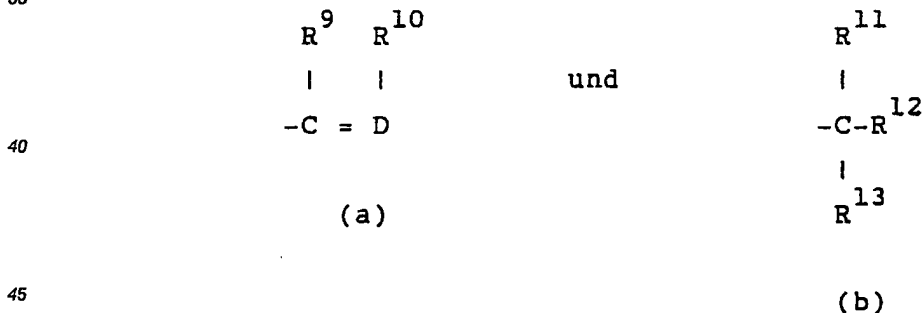 R9 R10 R11
| | und |
-C = D -C-R12
40
|
(a) R13
45 (b)